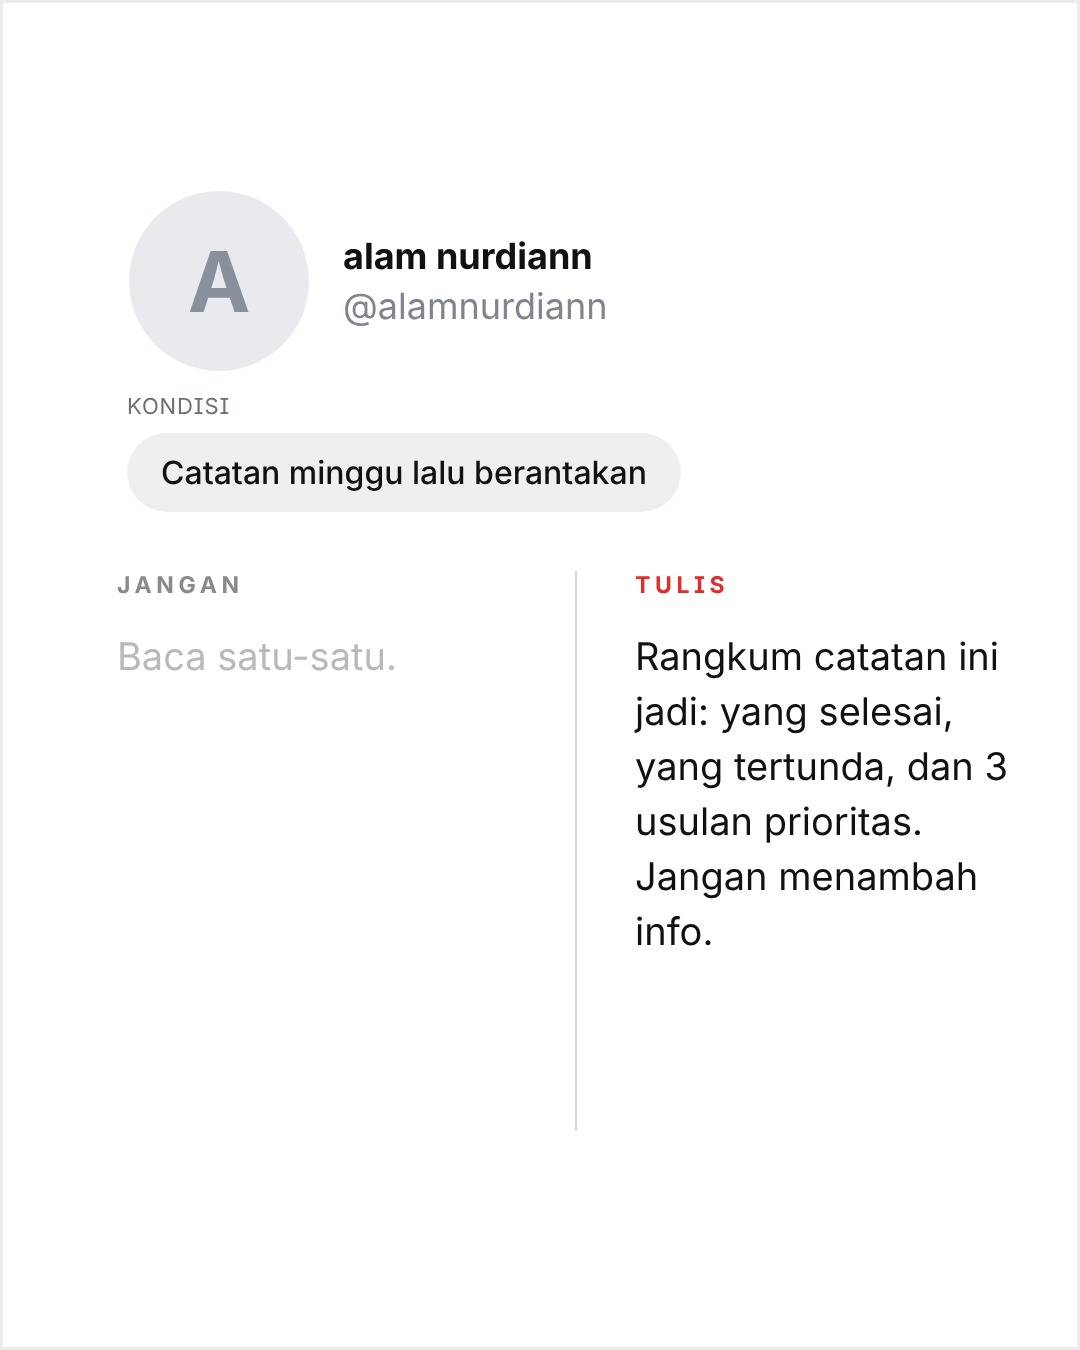 A
alam nurdiann
@alamnurdiann
KONDISI
Catatan minggu lalu berantakan
JANGAN
Baca satu-satu.
TULIS
Rangkum catatan ini
jadi: yang selesai,
yang tertunda, dan 3
usulan prioritas.
Jangan menambah
info.